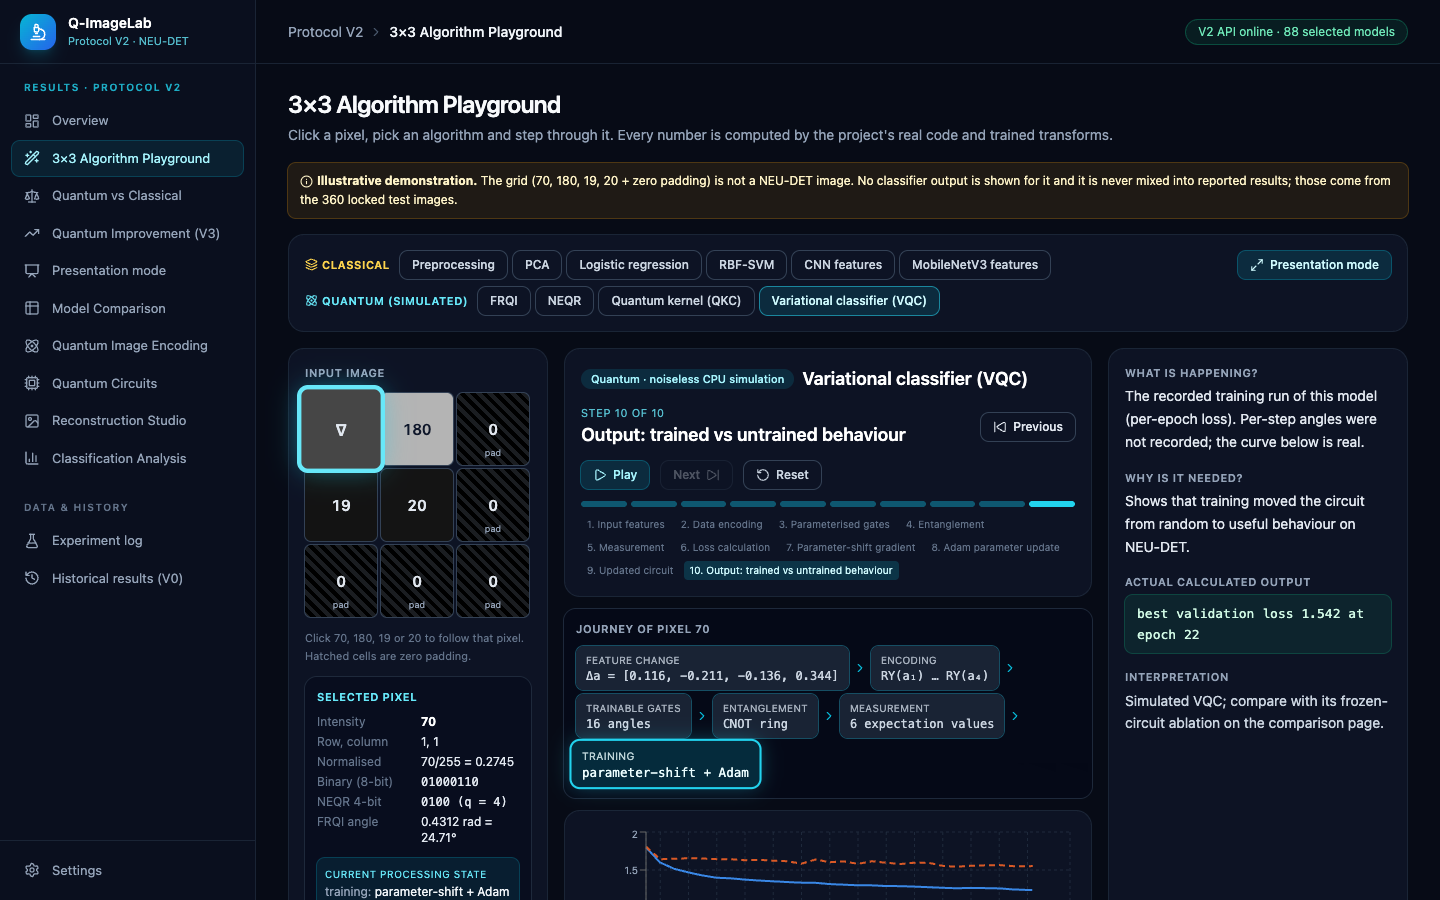 Q-ImageLab
Protocol V2 · NEU-DET
RESULTS · PROTOCOL V2
Overview
3×3 Algorithm Playground
Quantum vs Classical
Quantum Improvement (V3)
Presentation mode
Model Comparison
Quantum Image Encoding
Quantum Circuits
Reconstruction Studio
Classification Analysis
DATA & HISTORY
Experiment log
Historical results (V0)
Settings
Protocol V2 > 3×3 Algorithm Playground
V2 API online · 88 selected models
3×3 Algorithm Playground
Click a pixel, pick an algorithm and step through it. Every number is computed by the project's real code and trained transforms.
Illustrative demonstration. The grid (70, 180, 19, 20 + zero padding) is not a NEU-DET image. No classifier output is shown for it and it is never mixed into reported results; those come from
the 360 locked test images.
CLASSICAL Preprocessing PCA Logistic regression RBF-SVM CNN features MobileNetV3 features
Presentation mode
QUANTUM (SIMULATED) FRQI NEQR Quantum kernel (QKC) Variational classifier (VQC)
INPUT IMAGE
∇ 180 0
pad
19 20 0
pad
0 0 0
pad pad pad
Click 70, 180, 19 or 20 to follow that pixel.
Hatched cells are zero padding.
SELECTED PIXEL
Intensity 70
Row, column 1, 1
Normalised 70/255 = 0.2745
Binary (8-bit) 01000110
NEQR 4-bit 0100 (q = 4)
FRQI angle 0.4312 rad =
24.71°
CURRENT PROCESSING STATE
training: parameter-shift + Adam
Quantum · noiseless CPU simulation Variational classifier (VQC)
STEP 10 OF 10
Output: trained vs untrained behaviour
Previous
Play Next Reset
1. Input features 2. Data encoding 3. Parameterised gates 4. Entanglement
5. Measurement 6. Loss calculation 7. Parameter-shift gradient 8. Adam parameter update
9. Updated circuit 10. Output: trained vs untrained behaviour
JOURNEY OF PIXEL 70
FEATURE CHANGE
Δa = [0.116, −0.211, −0.136, 0.344]
ENCODING
RY(a₁) … RY(a₄)
TRAINABLE GATES
16 angles
ENTANGLEMENT
CNOT ring
MEASUREMENT
6 expectation values
TRAINING
parameter-shift + Adam
2
1.5
WHAT IS HAPPENING?
The recorded training run of this model
(per-epoch loss). Per-step angles were
not recorded; the curve below is real.
WHY IS IT NEEDED?
Shows that training moved the circuit
from random to useful behaviour on
NEU-DET.
ACTUAL CALCULATED OUTPUT
best validation loss 1.542 at
epoch 22
INTERPRETATION
Simulated VQC; compare with its frozen-
circuit ablation on the comparison page.